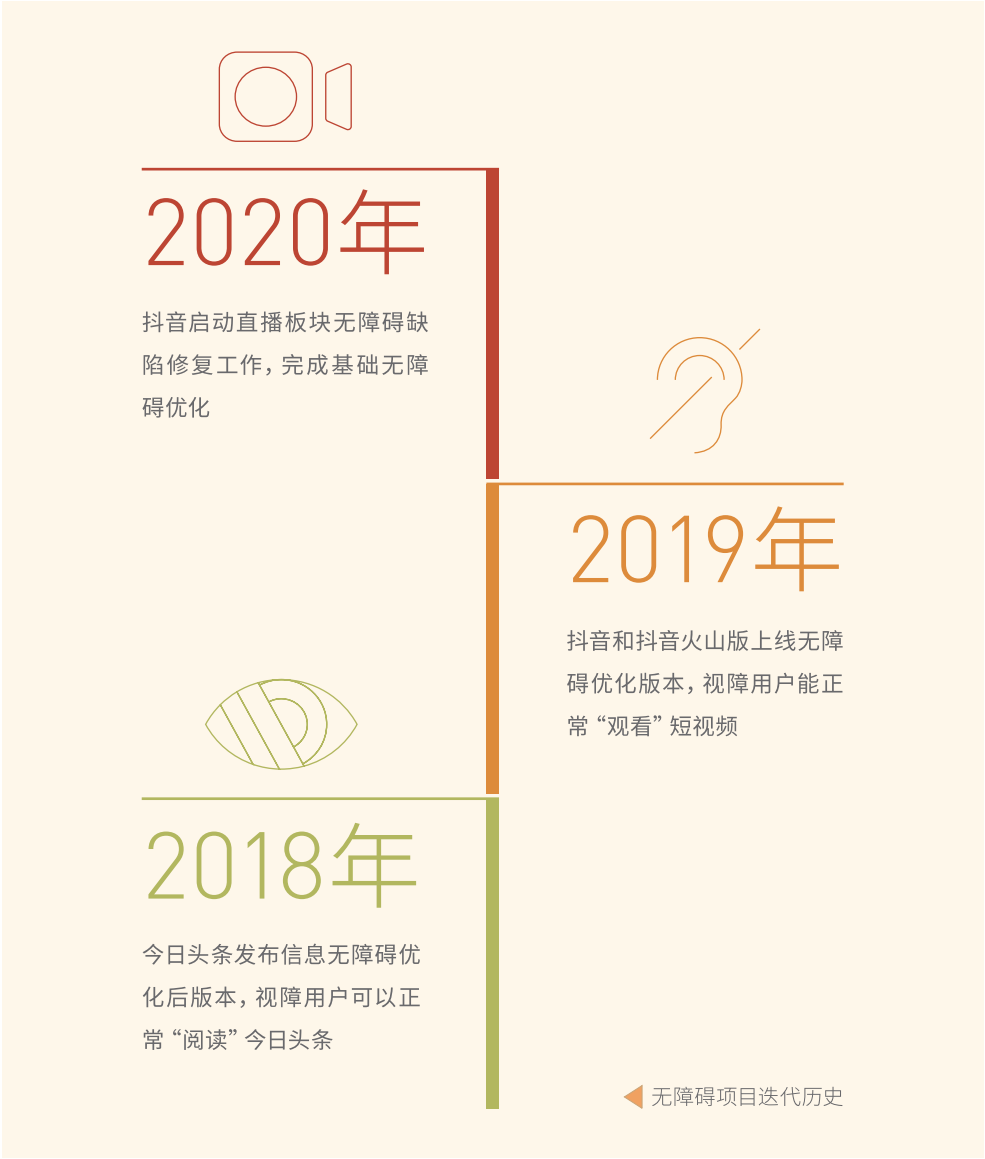 2020年
抖音启动直播板块无障碍缺
陷修复工作，完成基础无障
碍优化
2019年
抖音和抖音火山版上线无障
碍优化版本，视障用户能正
常“观看”短视频
2018年
今日头条发布信息无障碍优
化后版本，视障用户可以正
常“阅读”今日头条
无障碍项目迭代历史